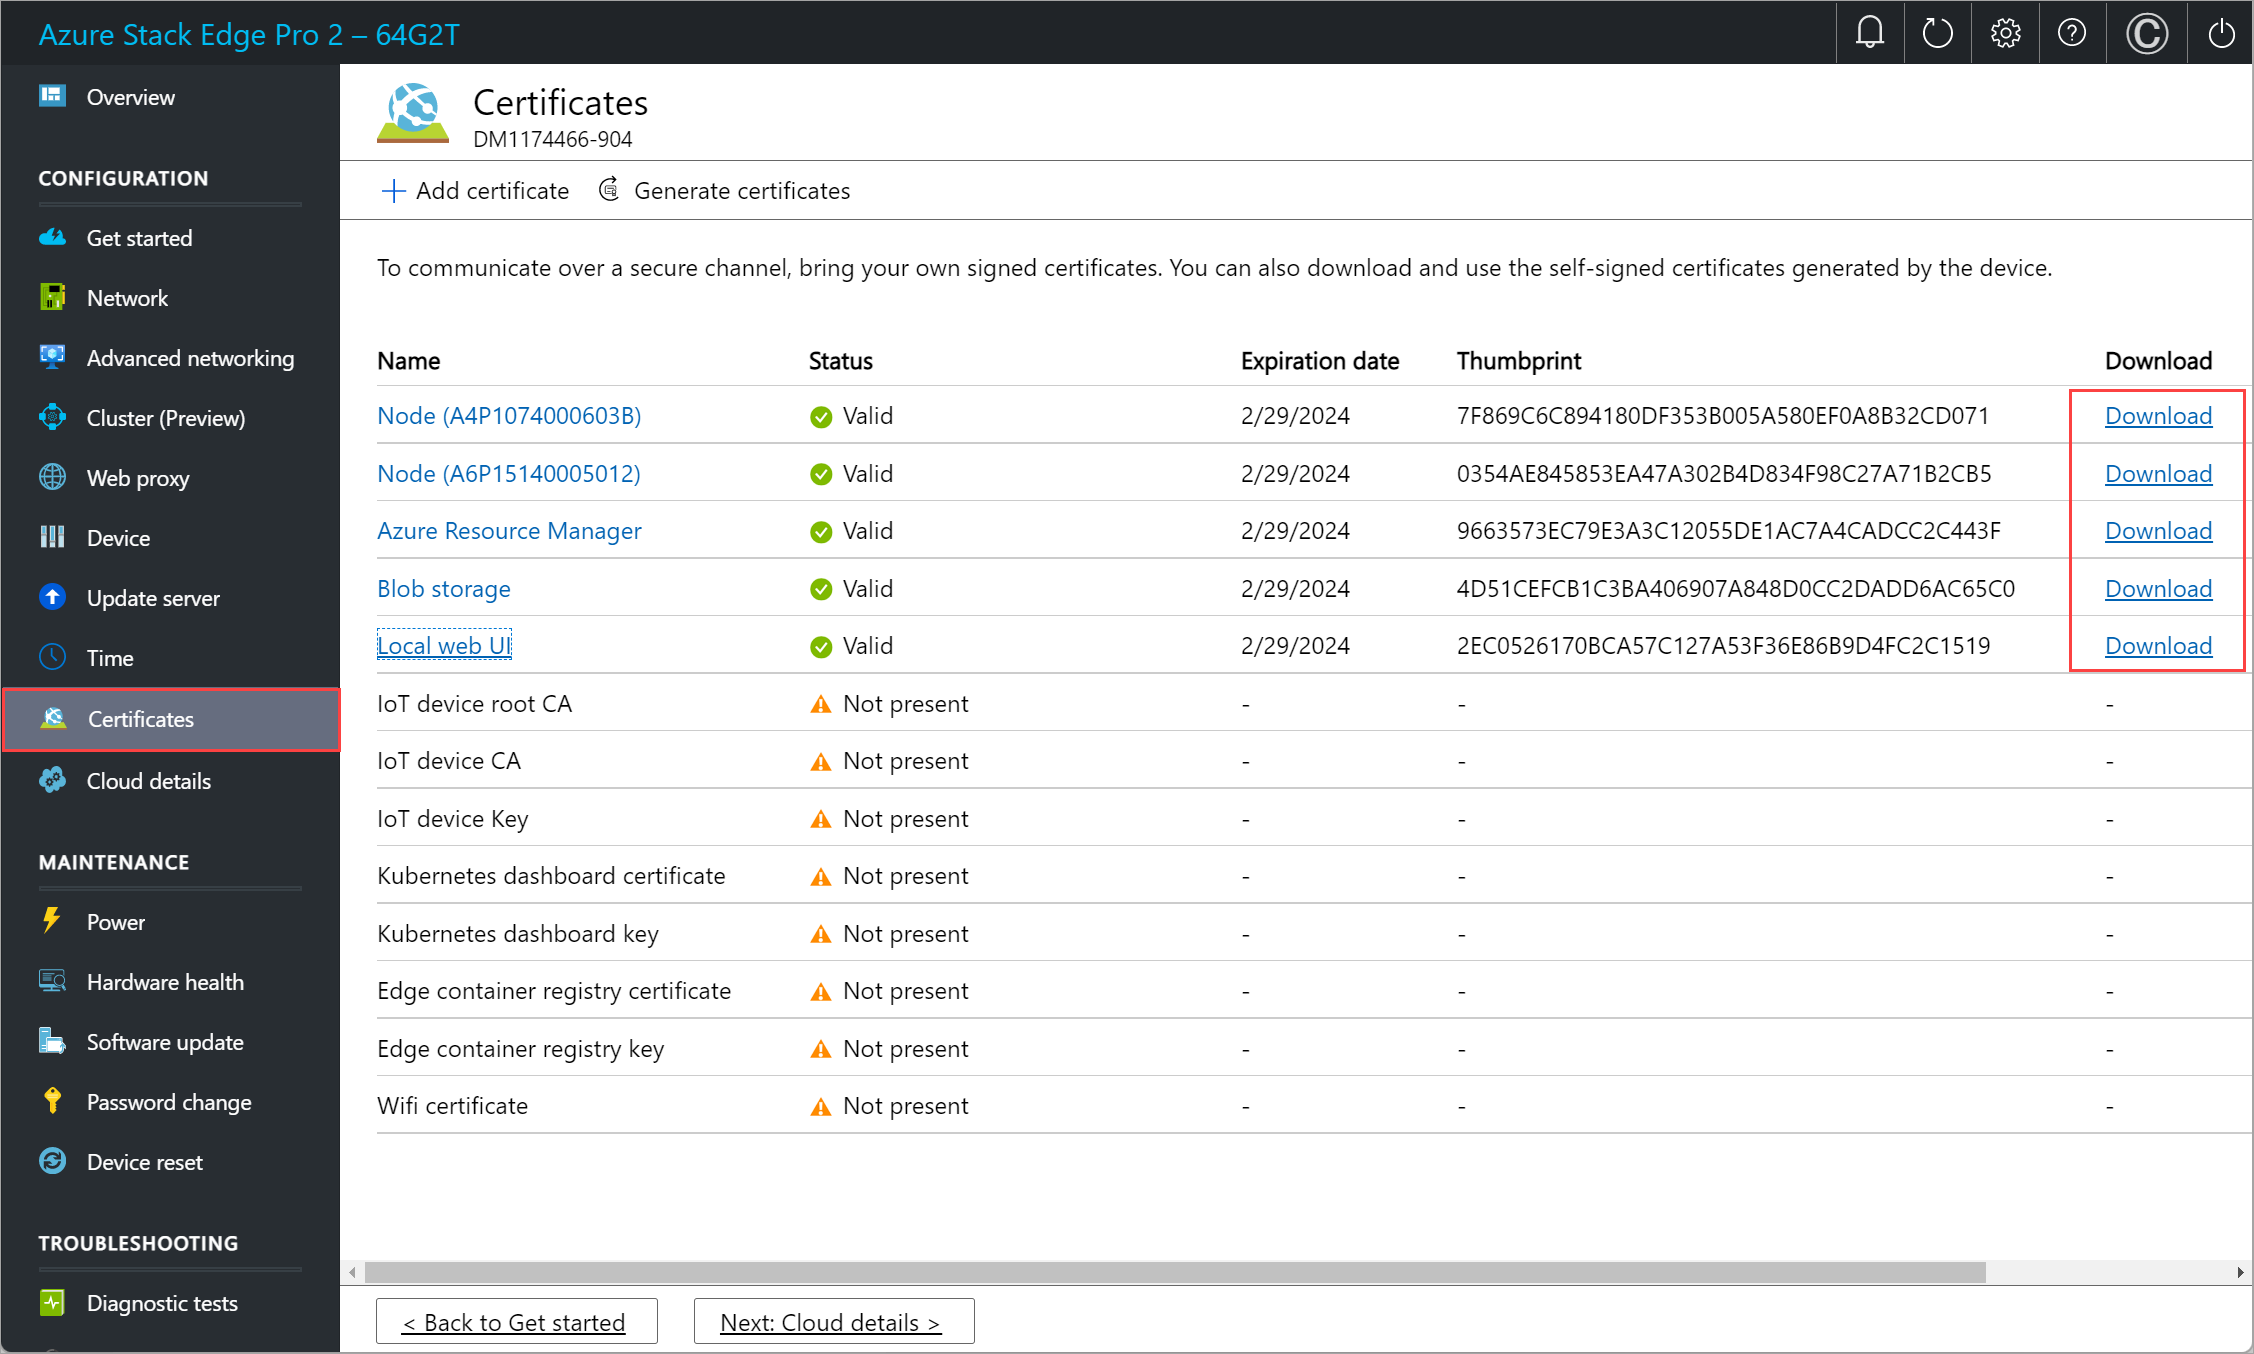 Azure Stack Edge Pro 2 – 64G2T
Overview
CONFIGURATION
Get started
Network
Advanced networking
Cluster (Preview)
Web proxy
Device
Update server
Time
Certificates
Cloud details
MAINTENANCE
Power
Hardware health
Software update
Password change
Device reset
TROUBLESHOOTING
Diagnostic tests
Certificates
DM1174466-904
Add certificate Generate certificates
To communicate over a secure channel, bring your own signed certificates. You can also download and use the self-signed certificates generated by the device.
Name Status Expiration date Thumbprint Download
Node (A4P1074000603B) Valid 2/29/2024 7F869C6C894180DF353B005A580EF0A8B32CD071 Download
Node (A6P15140005012) Valid 2/29/2024 0354AE845853EA47A302B4D834F98C27A71B2CB5 Download
Azure Resource Manager Valid 2/29/2024 9663573EC79E3A3C12055DE1AC7A4CADCC2C443F Download
Blob storage Valid 2/29/2024 4D51CEFCB1C3BA406907A848D0CC2DADD6AC65C0 Download
Local web UI Valid 2/29/2024 2EC0526170BCA57C127A53F36E86B9D4FC2C1519 Download
IoT device root CA Not present - - -
IoT device CA Not present - - -
IoT device Key Not present - - -
Kubernetes dashboard certificate Not present - - -
Kubernetes dashboard key Not present - - -
Edge container registry certificate Not present - - -
Edge container registry key Not present - - -
Wifi certificate Not present - - -
< Back to Get started Next: Cloud details >